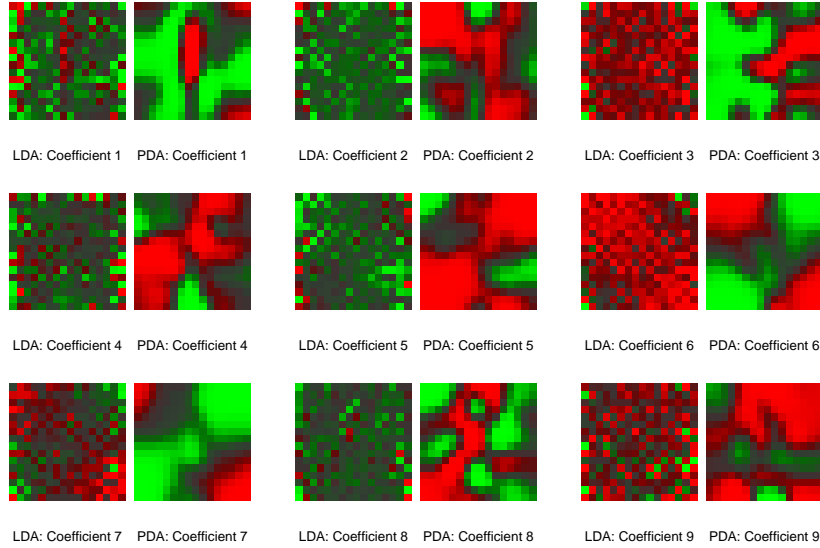 LDA: Coefficient 1 PDA: Coefficient 1 LDA: Coefficient 2 PDA: Coefficient 2 LDA: Coefficient 3 PDA: Coefficient 3
LDA: Coefficient 4 PDA: Coefficient 4 LDA: Coefficient 5 PDA: Coefficient 5 LDA: Coefficient 6 PDA: Coefficient 6
LDA: Coefficient 7 PDA: Coefficient 7 LDA: Coefficient 8 PDA: Coefficient 8 LDA: Coefficient 9 PDA: Coefficient 9